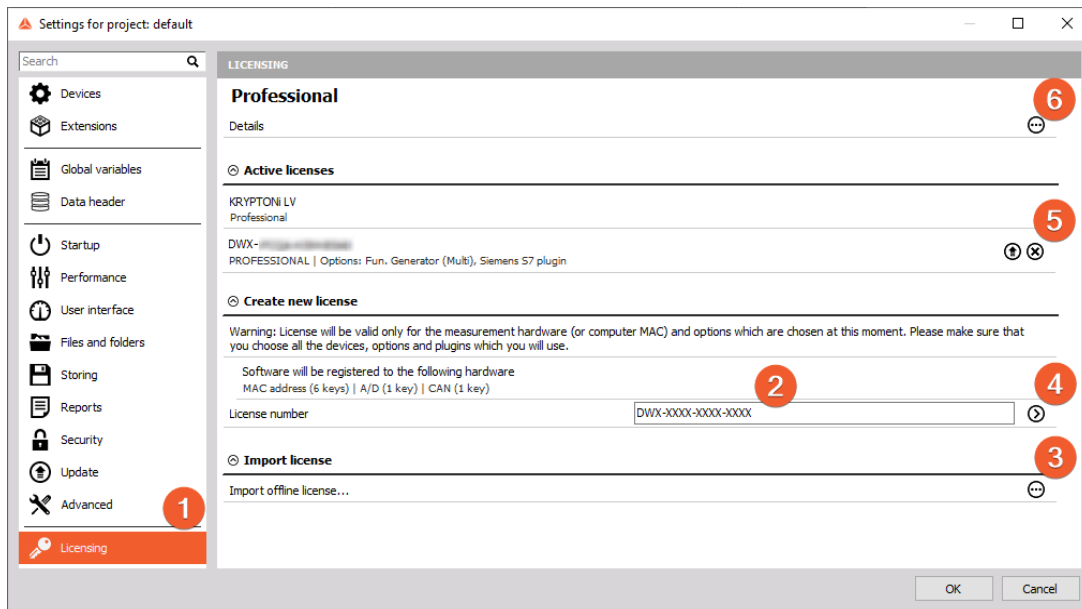 Settings for project: default
Search
LICENSING
Devices
Extensions
Global variables
Data header
Startup
Performance
User interface
Files and folders
Storing
Reports
Security
Update
Advanced
1
Licensing
Professional
6
Details
Active licenses
KRYPTONi LV
Professional
5
DWX-
PROFESSIONAL | Options: Fun. Generator (Multi), Siemens S7 plugin
Create new license
Warning: License will be valid only for the measurement hardware (or computer MAC) and options which are chosen at this moment. Please make sure that
you choose all the devices, options and plugins which you will use.
Software will be registered to the following hardware
MAC address (6 keys) | A/D (1 key) | CAN (1 key)
2
4
License number
DWX-XXXX-XXXX-XXXX
3
Import license
Import offline license...
OK
Cancel